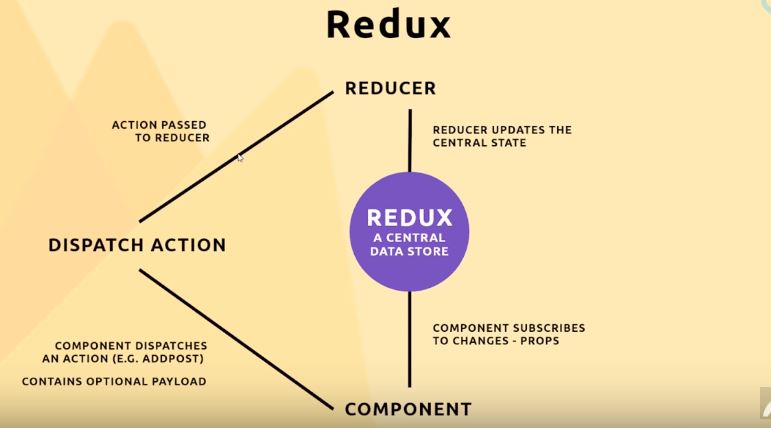 Redux
REDUCER
ACTION PASSED
TO REDUCER
REDUCER UPDATES THE
CENTRAL STATE
REDUX
A CENTRAL
DATA STORE
DISPATCH ACTION
COMPONENT DISPATCHES
AN ACTION (E.G. ADDPOST)
CONTAINS OPTIONAL PAYLOAD
COMPONENT SUBSCRIBES
TO CHANGES - PROPS
COMPONENT